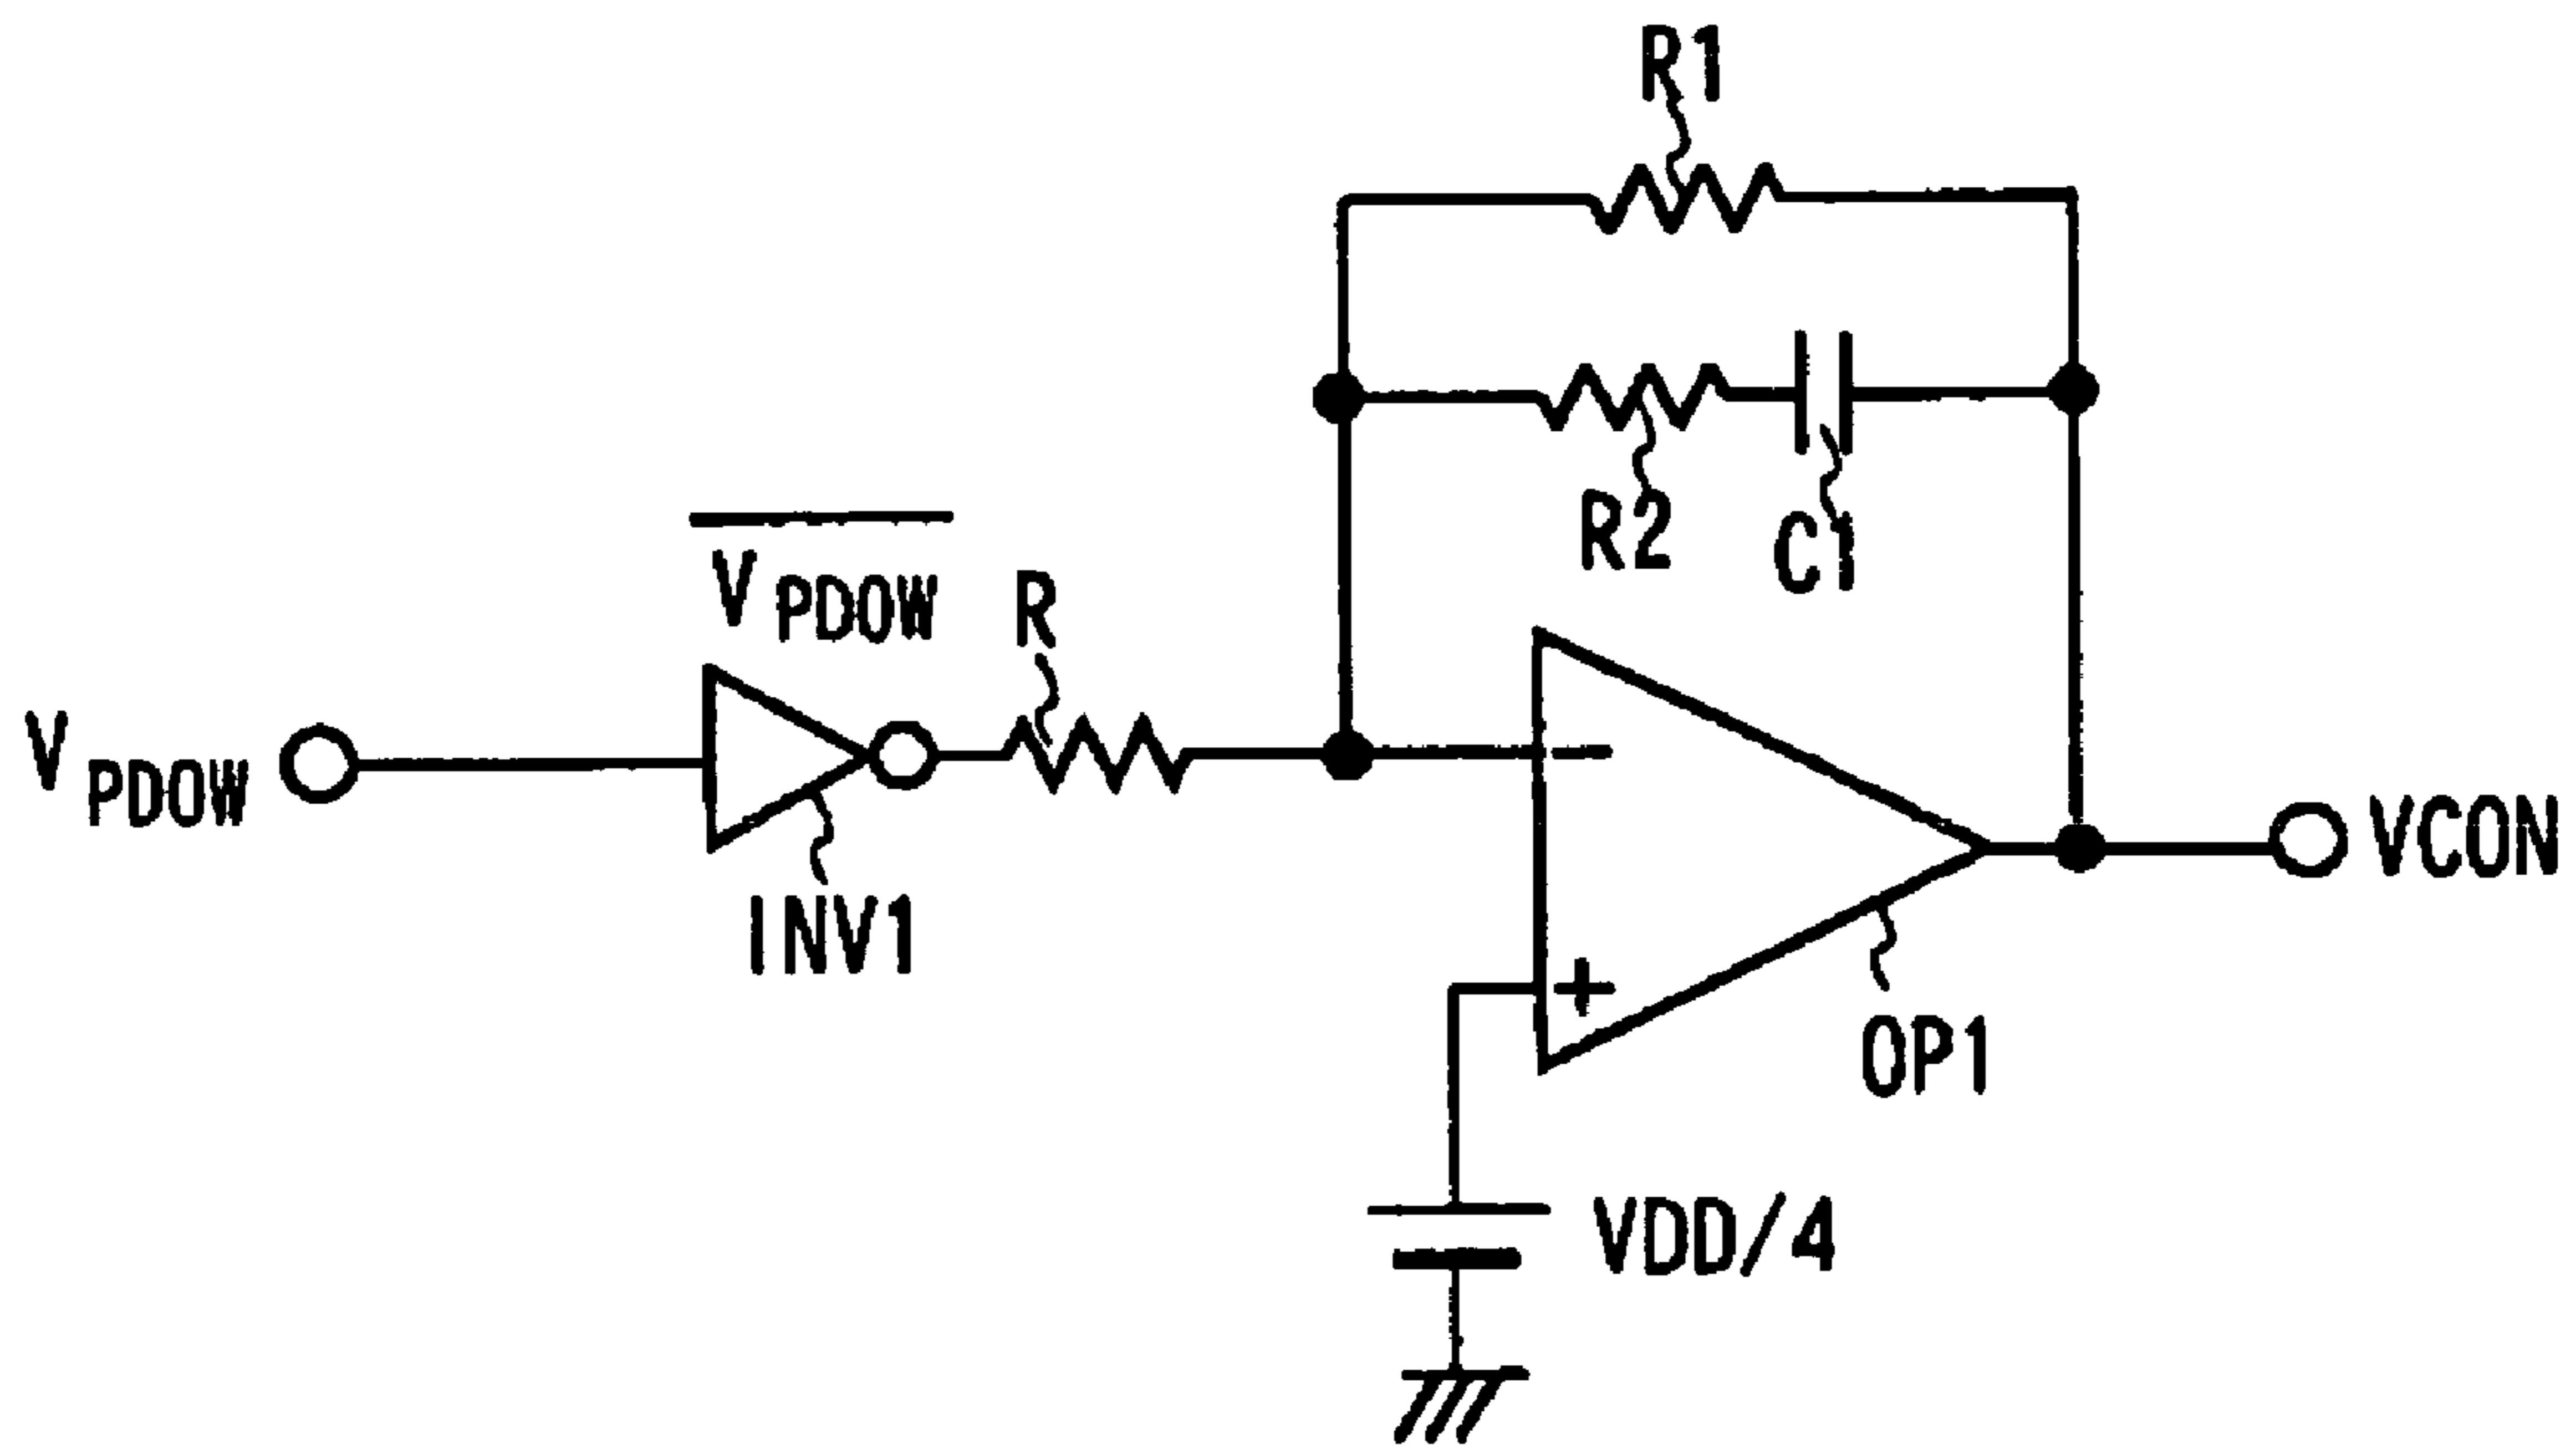 R1
R2
C1
V PDOW
R
V PDOW
INV1
−
+
OP1
VCON
VDD/4